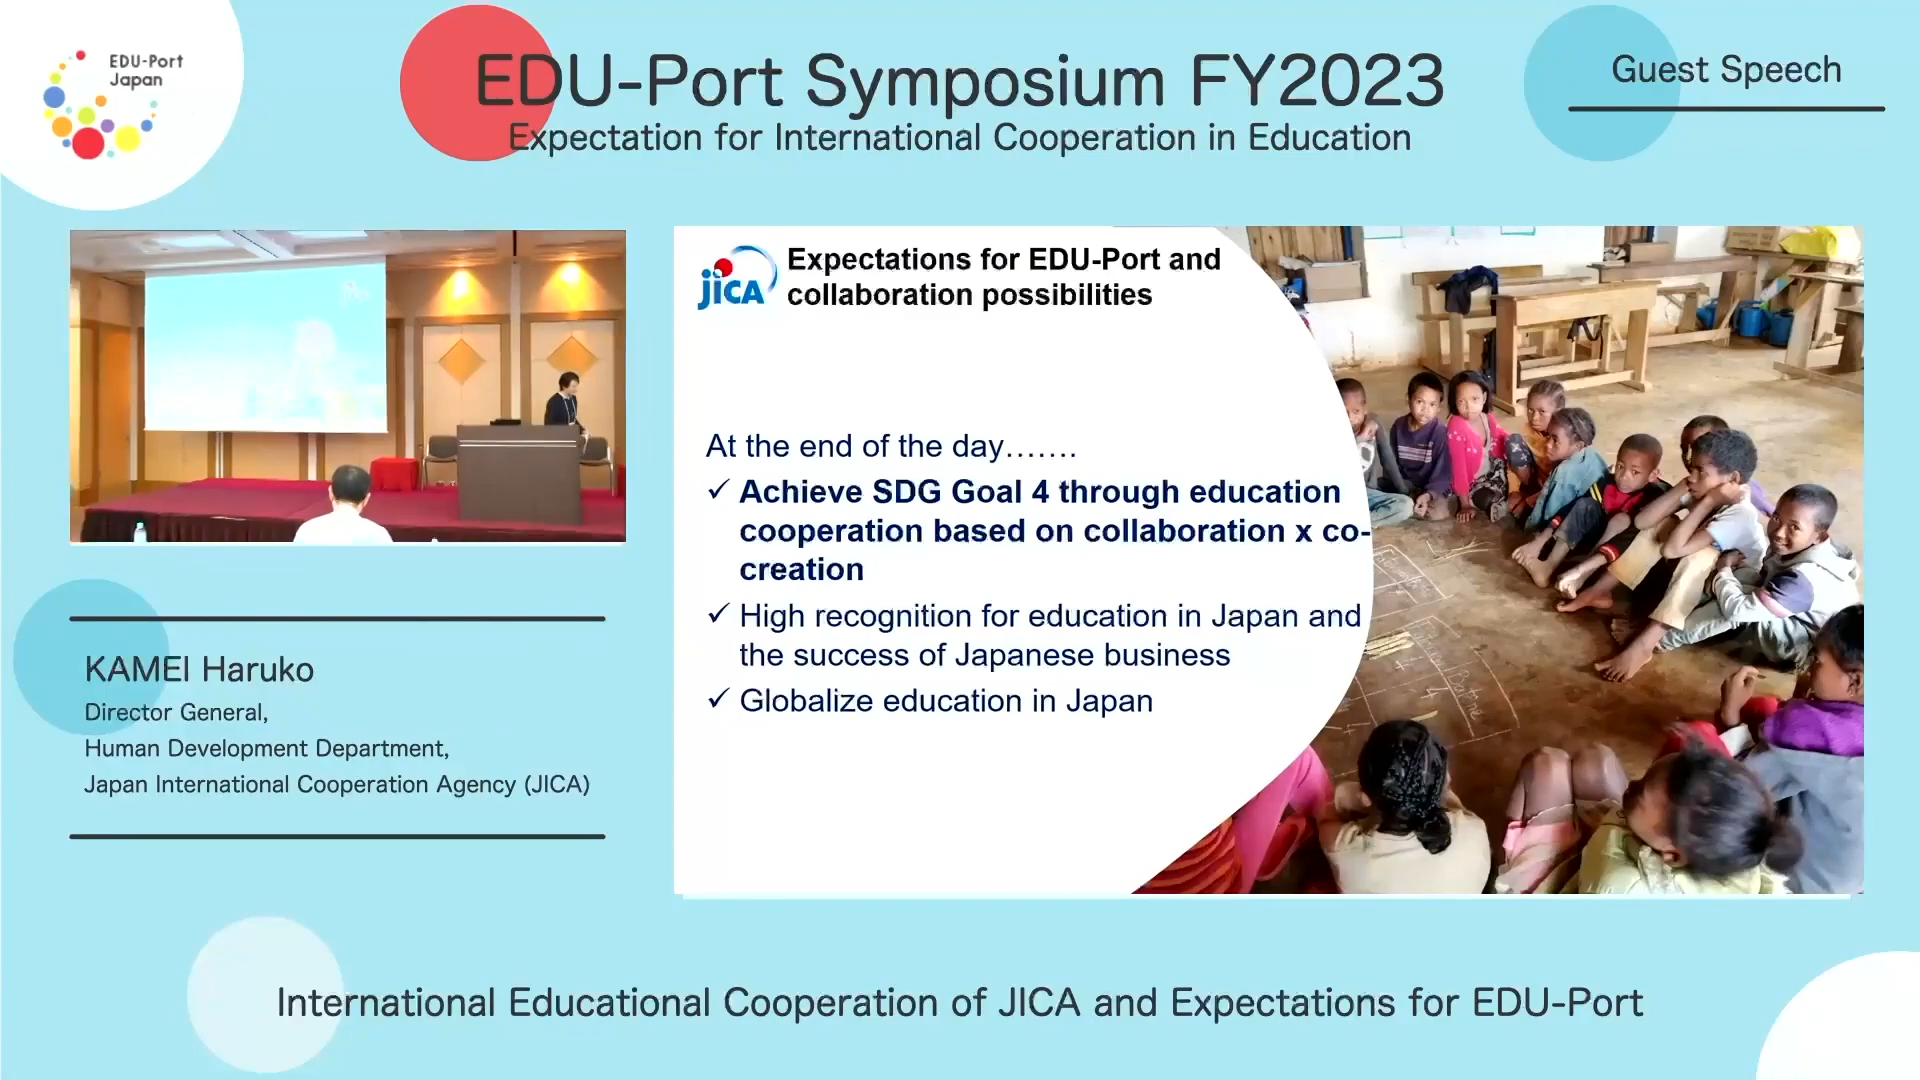 EDU-Port
Japan
EDU-Port Symposium FY2023
Expectation for International Cooperation in Education
Guest Speech
JICA
Expectations for EDU-Port and
collaboration possibilities
At the end of the day…….
✓ Achieve SDG Goal 4 through education
cooperation based on collaboration x co-
creation
✓ High recognition for education in Japan and
the success of Japanese business
✓ Globalize education in Japan
KAMEI Haruko
Director General,
Human Development Department,
Japan International Cooperation Agency (JICA)
International Educational Cooperation of JICA and Expectations for EDU-Port